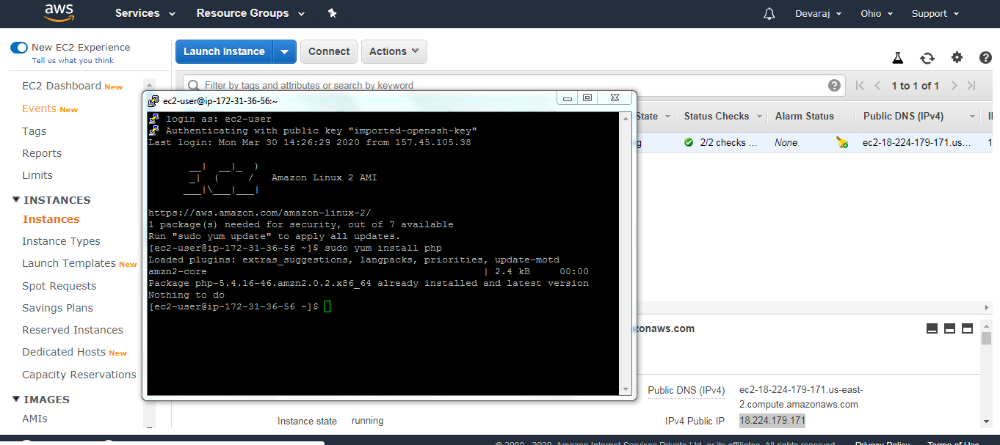 aws Services Resource Groups Devaraj Ohio Support
New EC2 Experience
Tell us what you think
Launch Instance Connect Actions
EC2 Dashboard New
Events New
Tags
Reports
Limits
INSTANCES
Instances
Instance Types
Launch Templates New
Spot Requests
Savings Plans
Reserved Instances
Dedicated Hosts New
Capacity Reservations
IMAGES
AMIs
Filter by tags and attributes or search by keyword
1 to 1 of 1
State Status Checks Alarm Status Public DNS (IPv4)
2/2 checks ... None ec2-18-224-179-171.us...
ec2-user@ip-172-31-36-56:~
login as: ec2-user
Authenticating with public key "imported-openssh-key"
Last login: Mon Mar 30 14:26:29 2020 from 157.45.105.38
__| __|_ )
_| ( / Amazon Linux 2 AMI
___|\___|___|
https://aws.amazon.com/amazon-linux-2/
1 package(s) needed for security, out of 7 available
Run "sudo yum update" to apply all updates.
[ec2-user@ip-172-31-36-56 ~]$ sudo yum install php
Loaded plugins: extras_suggestions, langpacks, priorities, update-motd
amzn2-core | 2.4 kB 00:00
Package php-5.4.16-46.amzn2.0.2.x86_64 already installed and latest version
Nothing to do
[ec2-user@ip-172-31-36-56 ~]$
zonaws.com
Public DNS (IPv4) ec2-18-224-179-171.us-east-
2.compute.amazonaws.com
Instance state running IPv4 Public IP 18.224.179.171
© 2008 - 2020, Amazon Internet Services Private Ltd. or its affiliates. All rights reserved. Privacy Policy Terms of Use